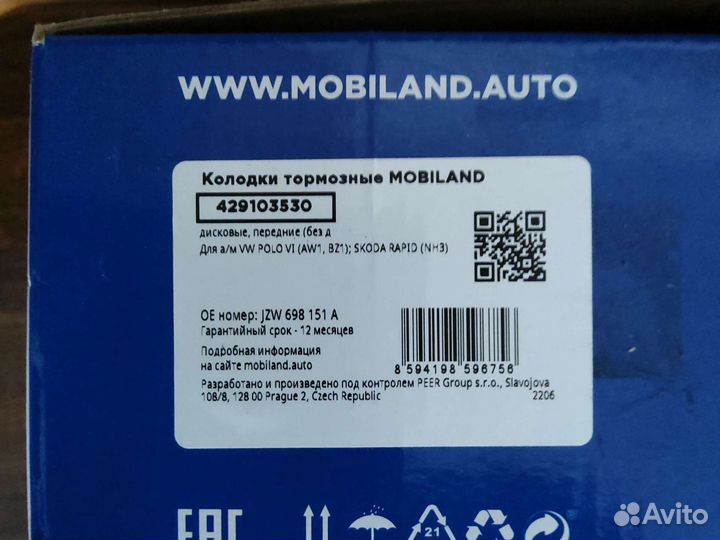 WWW.MOBILAND.AUTO
Колодки тормозные MOBILAND
429103530
дисковые, передние (без д
Для а/м VW POLO VI (AW1, BZ1); SKODA RAPID (NH3)
OE номер: JZW 698 151 A
Гарантийный срок - 12 месяцев
Подробная информация
на сайте mobiland.auto
8 594198 596756
Разработано и произведено под контролем PEER Group s.r.o., Slavojova
108/8, 128 00 Prague 2, Czech Republic
2206
EAC
21
Avito